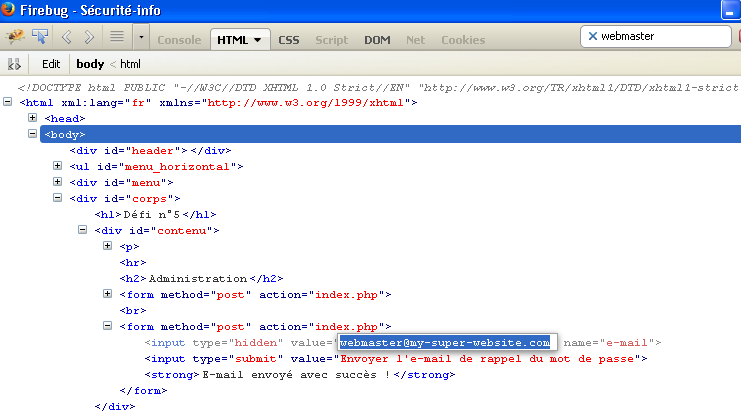 Firebug - Sécurité-info
Console HTML CSS Script DOM Net Cookies webmaster
Edit body < html
<!DOCTYPE html PUBLIC "-//W3C//DTD XHTML 1.0 Strict//EN" "http://www.w3.org/TR/xhtml1/DTD/xhtml1-strict
<html xml:lang="fr" xmlns="http://www.w3.org/1999/xhtml">
<head>
<body>
<div id="header"></div>
<ul id="menu_horizontal">
<div id="menu">
<div id="corps">
<h1>Défi n°5</h1>
<div id="contenu">
<p>
<hr>
<h2>Administration</h2>
<form method="post" action="index.php">
<br>
<form method="post" action="index.php">
<input type="hidden" value="webmaster@my-super-website.com" name="e-mail">
<input type="submit" value="Envoyer l'e-mail de rappel du mot de passe">
<strong>E-mail envoyé avec succès !</strong>
</form>
</div>